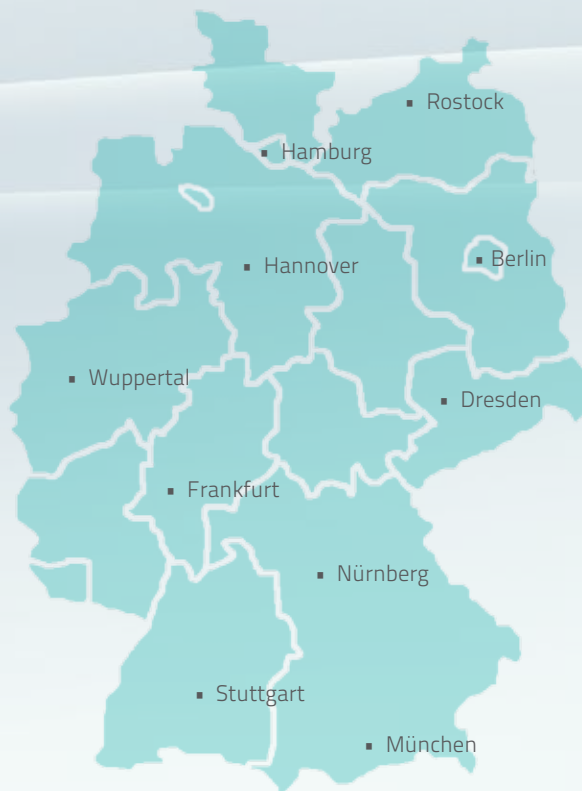 Rostock
Hamburg
Berlin
Hannover
Wuppertal
Dresden
Frankfurt
Nürnberg
Stuttgart
München